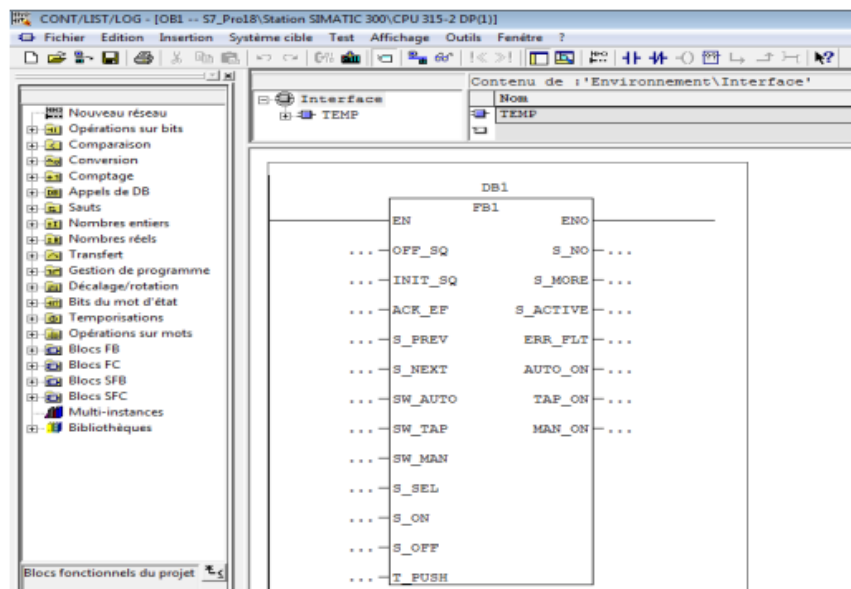 CONT/LIST/LOG - [OB1 -- S7_Pro18\Station SIMATIC 300\CPU 315-2 DP(1)]
Fichier Edition Insertion Système cible Test Affichage Outils Fenêtre ?
Contenu de :'Environnement\Interface'
Interface
TEMP
Nom
TEMP
Nouveau réseau
Opérations sur bits
Comparaison
Conversion
Comptage
Appels de DB
Sauts
Nombres entiers
Nombres réels
Transfert
Gestion de programme
Décalage/rotation
Bits du mot d'état
Temporisations
Opérations sur mots
Blocs FB
Blocs FC
Blocs SFB
Blocs SFC
Multi-instances
Bibliothèques
Blocs fonctionnels du projet
DB1
FB1
EN ENO
... OFF_SQ S_NO ...
... INIT_SQ S_MORE ...
... ACK_EF S_ACTIVE ...
... S_PREV ERR_FLT ...
... S_NEXT AUTO_ON ...
... SW_AUTO TAP_ON ...
... SW_TAP MAN_ON ...
... SW_MAN
... S_SEL
... S_ON
... S_OFF
... T_PUSH